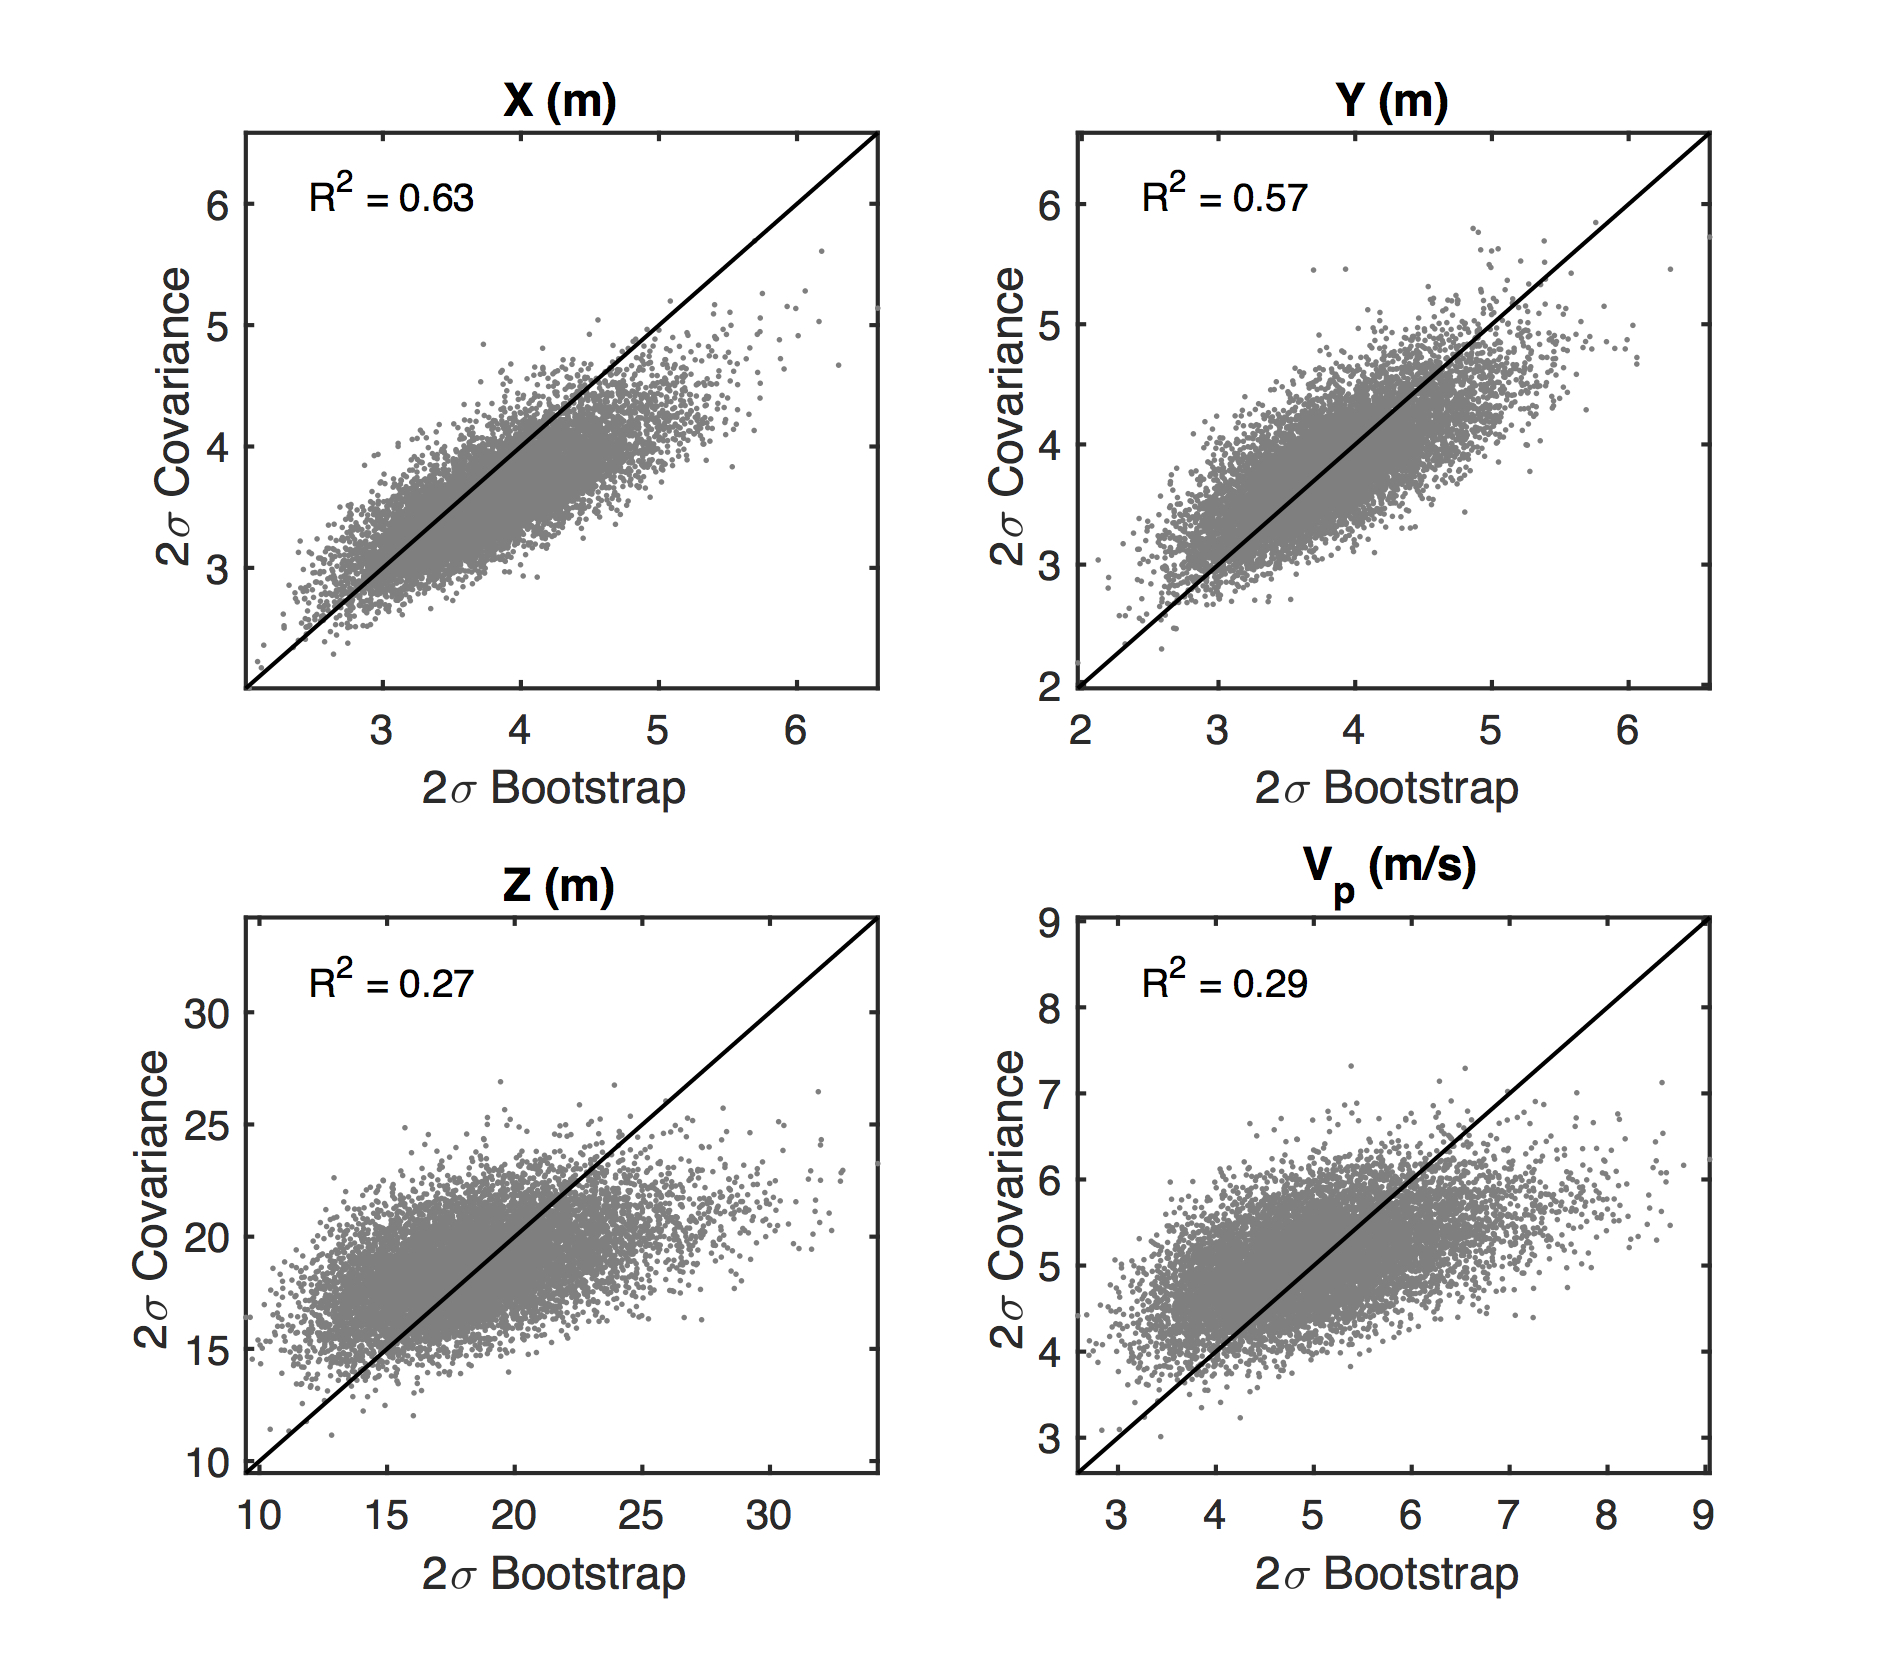 X (m)
R² = 0.63
6
5
4
3
2σ Covariance
3 4 5 6
2σ Bootstrap
Y (m)
R² = 0.57
6
5
4
3
2
2σ Covariance
2 3 4 5 6
2σ Bootstrap
Z (m)
R² = 0.27
30
25
20
15
10
2σ Covariance
10 15 20 25 30
2σ Bootstrap
Vₚ (m/s)
R² = 0.29
9
8
7
6
5
4
3
2σ Covariance
3 4 5 6 7 8 9
2σ Bootstrap